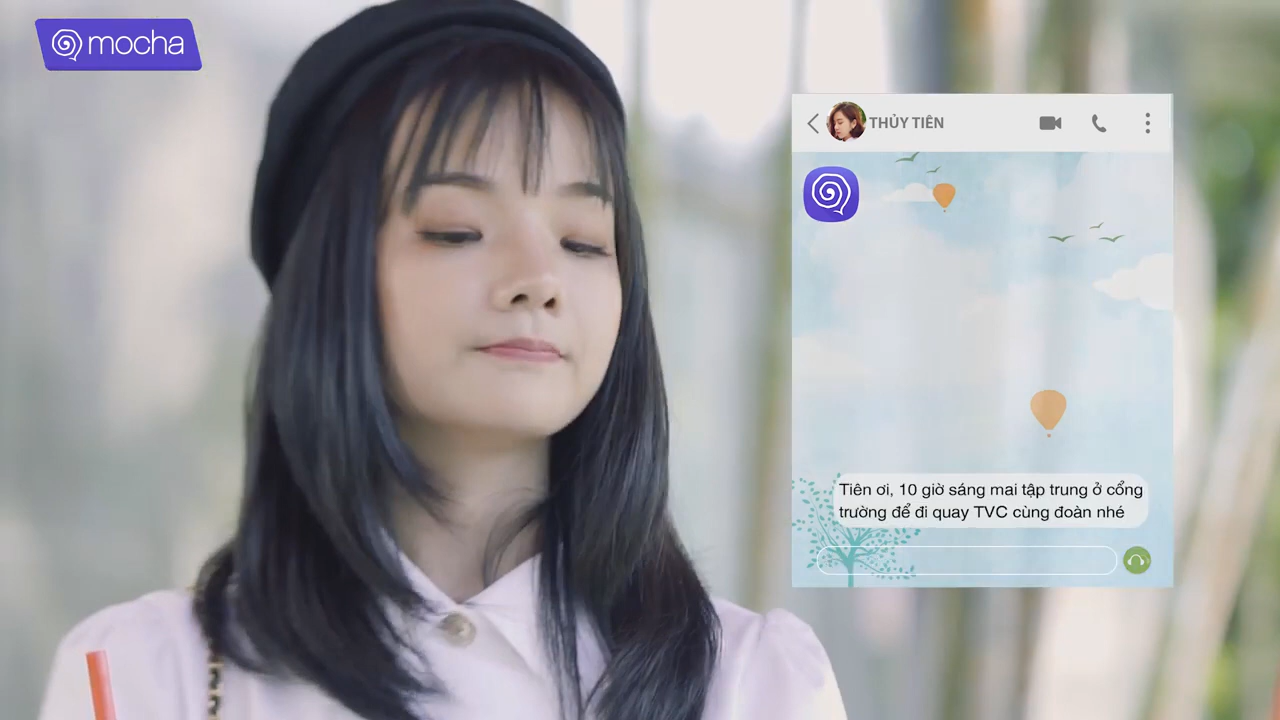 mocha
THỦY TIÊN
Tiên ơi, 10 giờ sáng mai tập trung ở cổng
trường để đi quay TVC cùng đoàn nhé